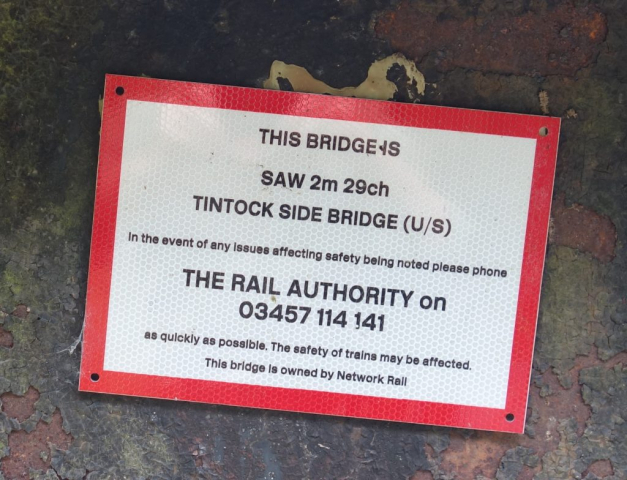 THIS BRIDGE IS
SAW 2m 29ch
TINTOCK SIDE BRIDGE (U/S)
In the event of any issues affecting safety being noted please phone
THE RAIL AUTHORITY on
03457 114 141
as quickly as possible. The safety of trains may be affected.
This bridge is owned by Network Rail